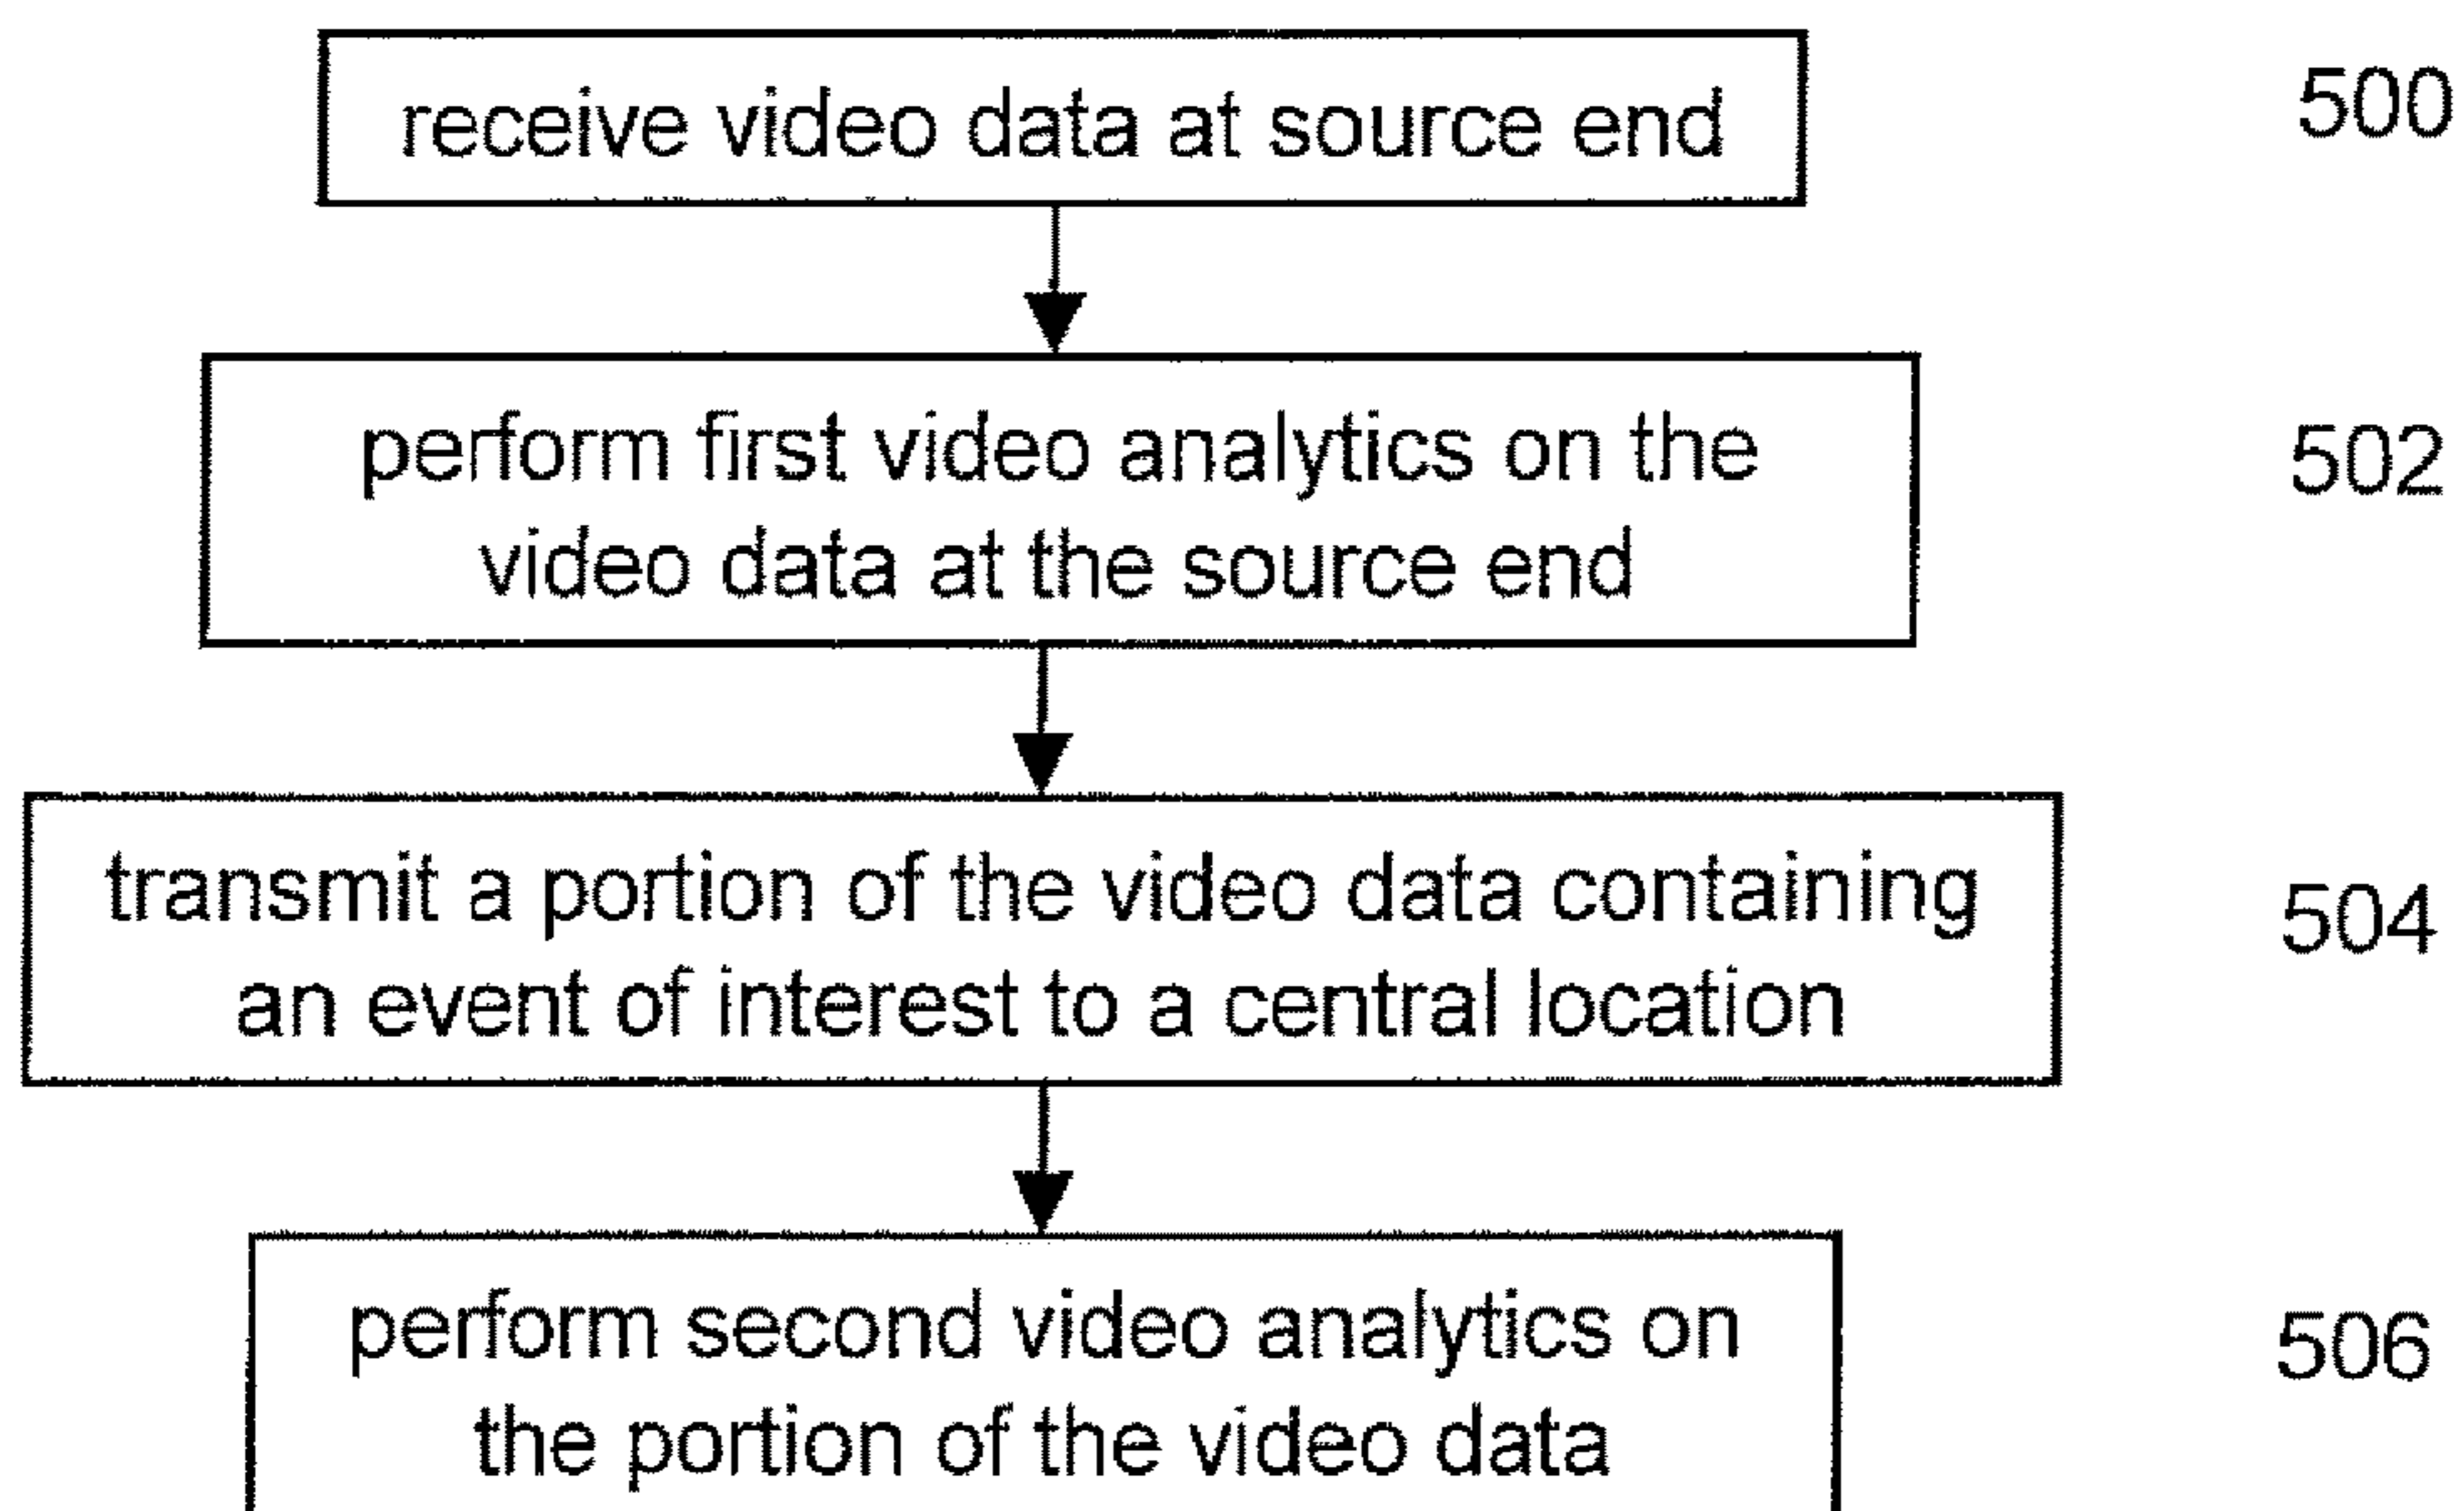 receive video data at source end
500
perform first video analytics on the
video data at the source end
502
transmit a portion of the video data containing
an event of interest to a central location
504
perform second video analytics on
the portion of the video data
506